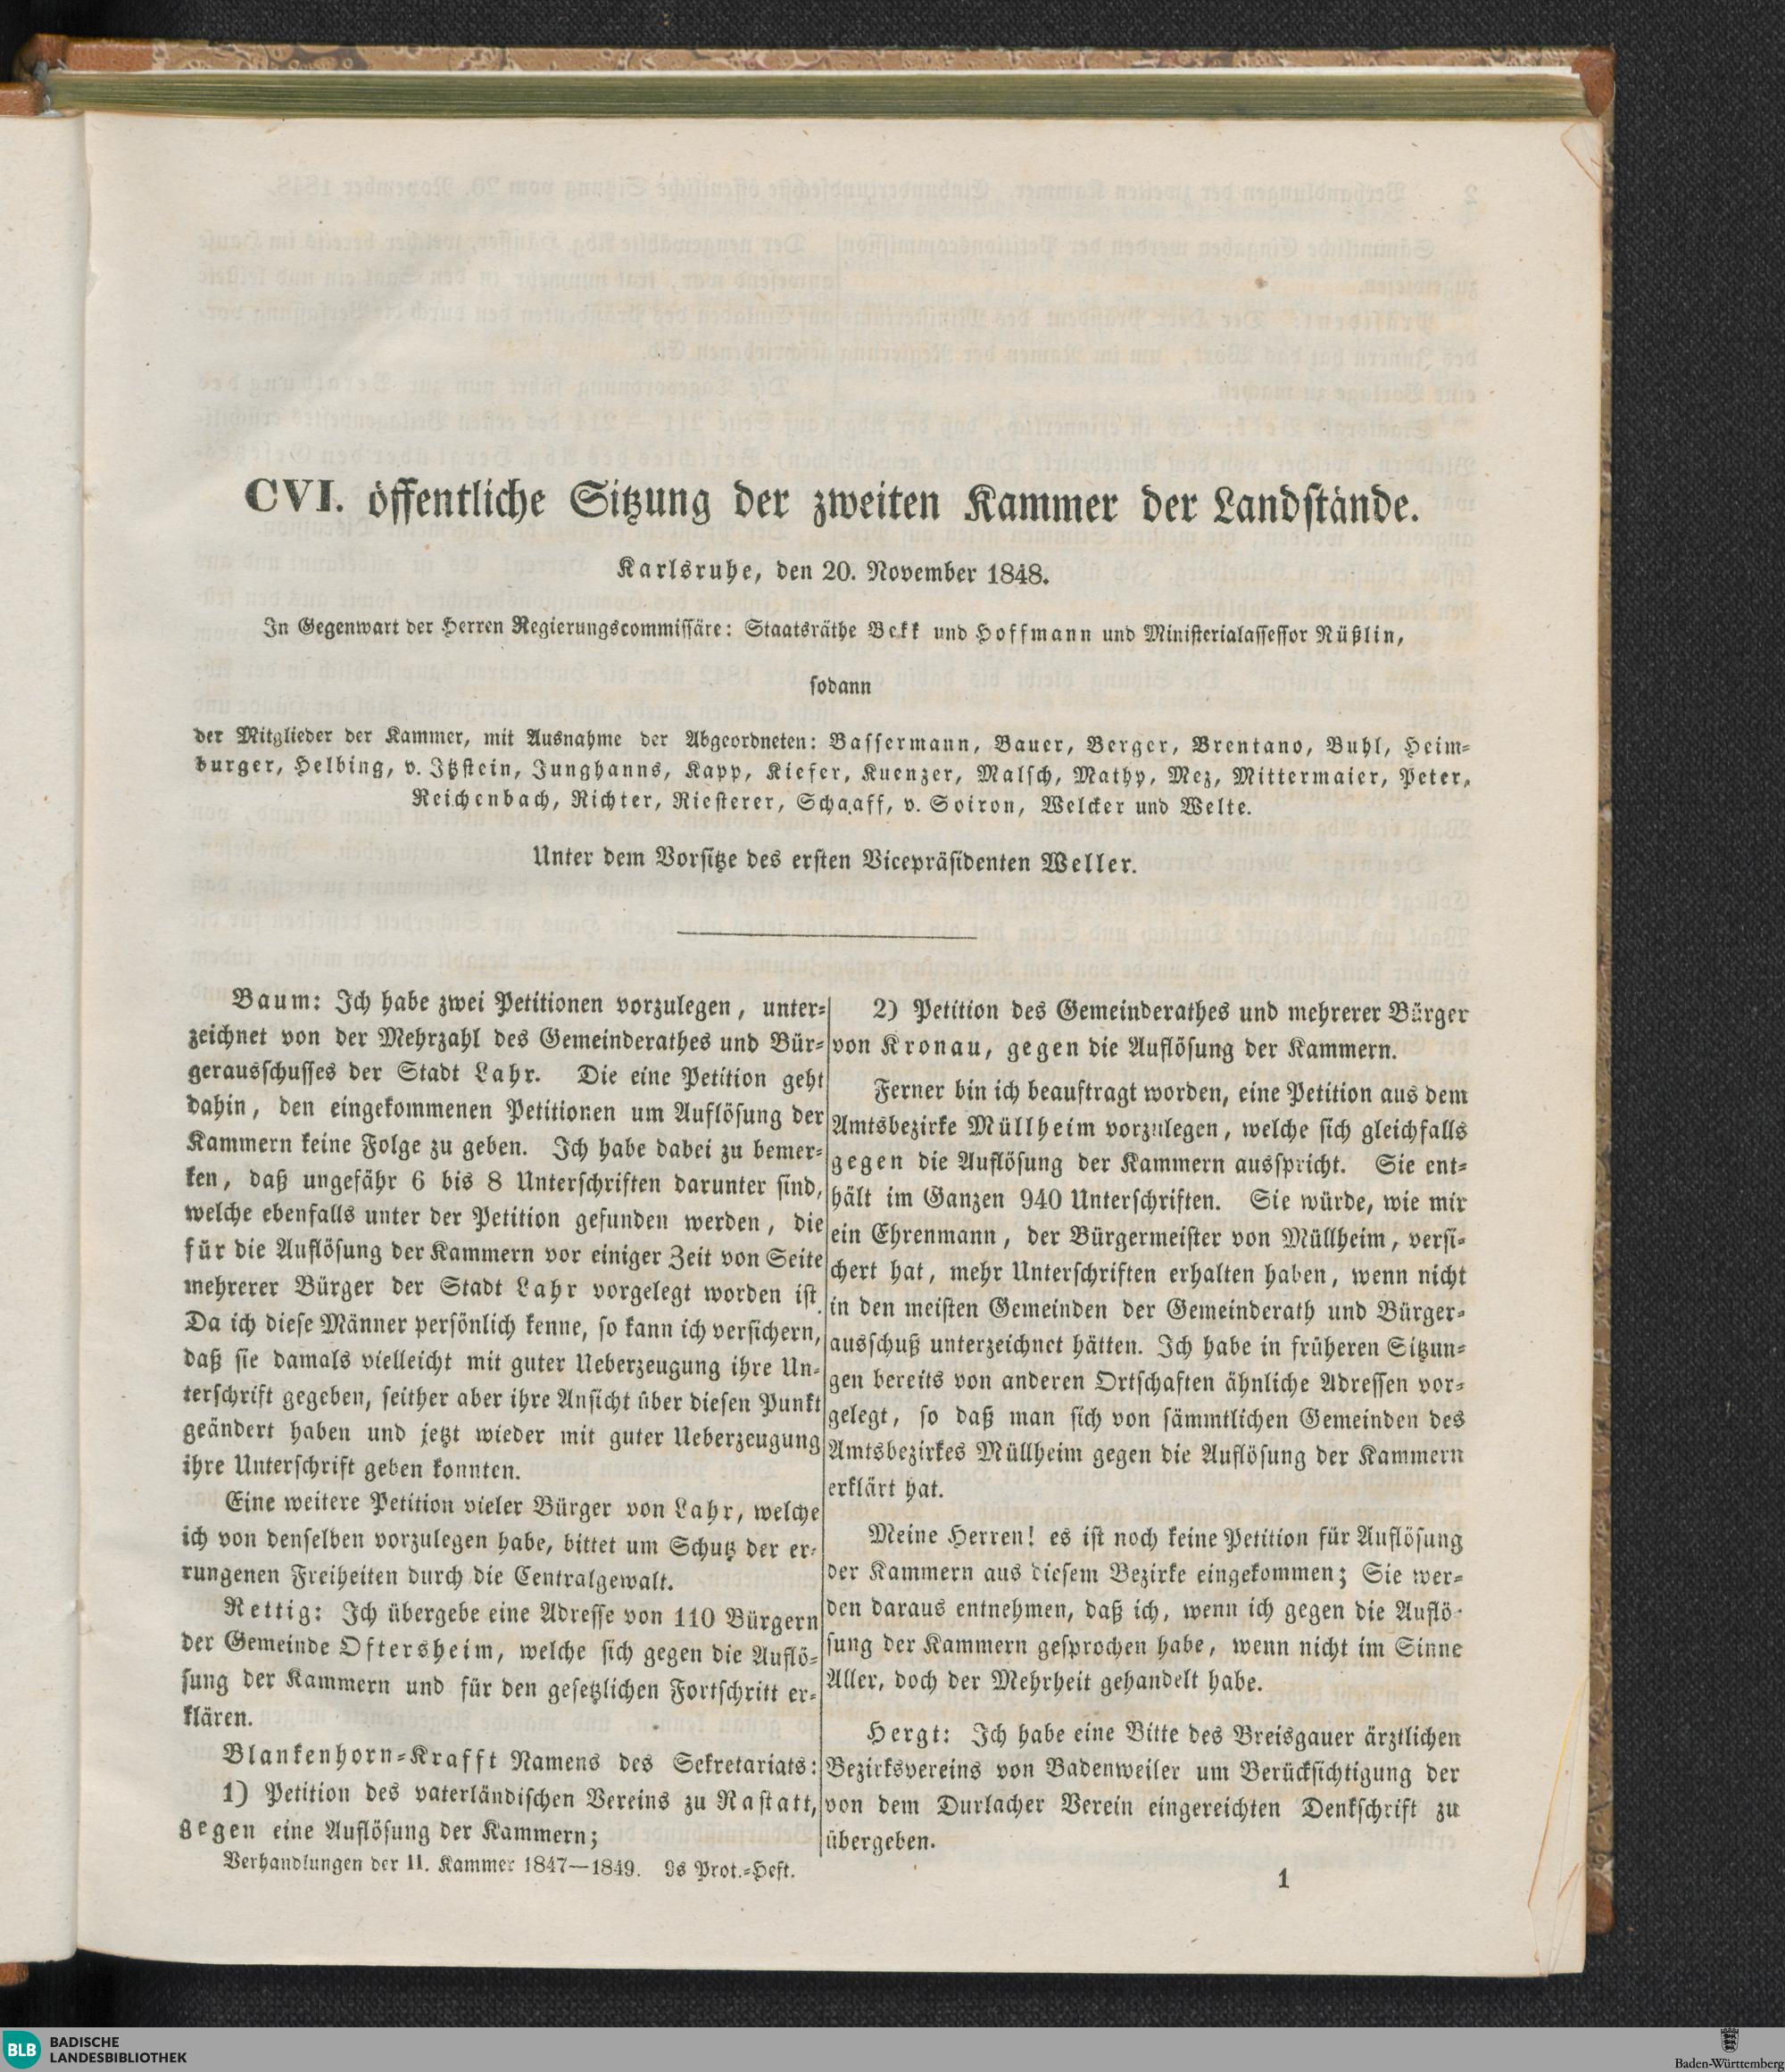 CVI. öffentliche Sitzung der zweiten Kammer der Landstände.
Karlsruhe, den 20. November 1848.
In Gegenwart der Herren Regierungscommissäre: Staatsräthe Bekk und Hoffmann und Ministerialassessor Nüßlin,
sodann
der Mitglieder der Kammer, mit Ausnahme der Abgeordneten: Bassermann, Bauer, Berger, Brentano, Buhl, Heim-
burger, Helbing, v. Itzstein, Junghanns, Kapp, Kiefer, Kuenzer, Malsch, Mathy, Mez, Mittermaier, Peter,
Reichenbach, Richter, Riesterer, Schaaff, v. Soiron, Welcker und Welte.
Unter dem Vorsitze des ersten Vicepräsidenten Weller.
Baum: Ich habe zwei Petitionen vorzulegen, unter-
zeichnet von der Mehrzahl des Gemeinderathes und Bür-
gerausschusses der Stadt Lahr. Die eine Petition geht
dahin, den eingekommenen Petitionen um Auflösung der
Kammern keine Folge zu geben. Ich habe dabei zu bemer-
ken, daß ungefähr 6 bis 8 Unterschriften darunter sind,
welche ebenfalls unter der Petition gefunden werden, die
für die Auflösung der Kammern vor einiger Zeit von Seite
mehrerer Bürger der Stadt Lahr vorgelegt worden ist.
Da ich diese Männer persönlich kenne, so kann ich versichern,
daß sie damals vielleicht mit guter Ueberzeugung ihre Un-
terschrift gegeben, seither aber ihre Ansicht über diesen Punkt
geändert haben und jetzt wieder mit guter Ueberzeugung
ihre Unterschrift geben konnten.
Eine weitere Petition vieler Bürger von Lahr, welche
ich von denselben vorzulegen habe, bittet um Schutz der er-
rungenen Freiheiten durch die Centralgewalt.
Rettig: Ich übergebe eine Adresse von 110 Bürgern
der Gemeinde Oftersheim, welche sich gegen die Auflö-
sung der Kammern und für den gesetzlichen Fortschritt er-
klären.
Blankenhorn-Krafft Namens des Sekretariats:
1) Petition des vaterländischen Vereins zu Rastatt,
gegen eine Auflösung der Kammern;
Verhandlungen der II. Kammer 1847—1849. 9s Prot.-Heft.
2) Petition des Gemeinderathes und mehrerer Bürger
von Kronau, gegen die Auflösung der Kammern.
Ferner bin ich beauftragt worden, eine Petition aus dem
Amtsbezirke Müllheim vorzulegen, welche sich gleichfalls
gegen die Auflösung der Kammern ausspricht. Sie ent-
hält im Ganzen 940 Unterschriften. Sie würde, wie mir
ein Ehrenmann, der Bürgermeister von Müllheim, versi-
chert hat, mehr Unterschriften erhalten haben, wenn nicht
in den meisten Gemeinden der Gemeinderath und Bürger-
ausschuß unterzeichnet hätten. Ich habe in früheren Sitzun-
gen bereits von anderen Ortschaften ähnliche Adressen vor-
gelegt, so daß man sich von sämmtlichen Gemeinden des
Amtsbezirkes Müllheim gegen die Auflösung der Kammern
erklärt hat.
Meine Herren! es ist noch keine Petition für Auflösung
der Kammern aus diesem Bezirke eingekommen; Sie wer-
den daraus entnehmen, daß ich, wenn ich gegen die Auflö-
sung der Kammern gesprochen habe, wenn nicht im Sinne
Aller, doch der Mehrheit gehandelt habe.
Hergt: Ich habe eine Bitte des Breisgauer ärztlichen
Bezirksvereins von Badenweiler um Berücksichtigung der
von dem Durlacher Verein eingereichten Denkschrift zu
übergeben.
1
BLB BADISCHE
LANDESBIBLIOTHEK
Baden-Württemberg